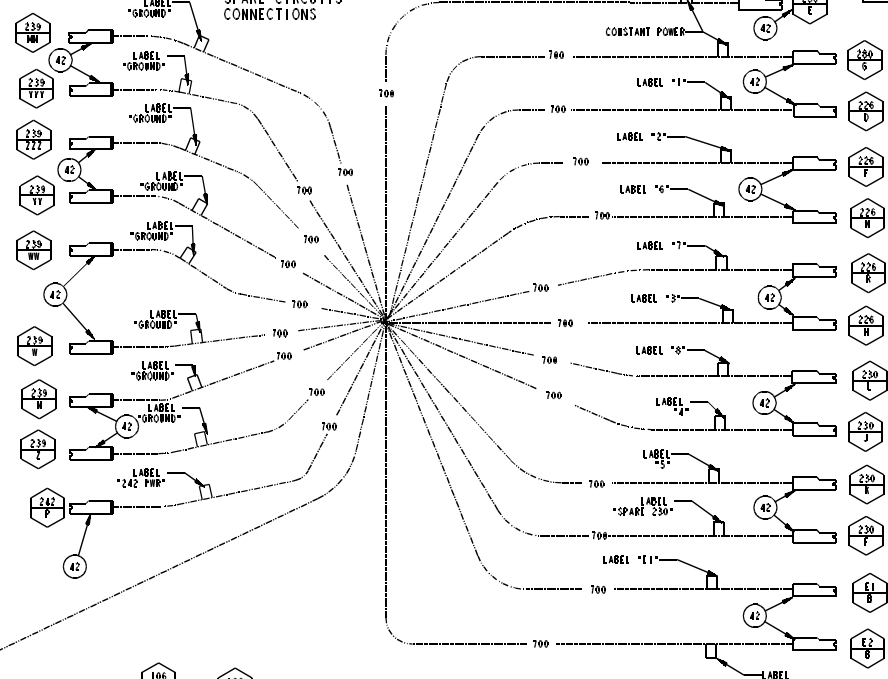 LABEL
"GROUND"
CONNECTIONS
E
42
239
42
LABEL
"GROUND"
239
YYY
700
CONSTANT POWER
700
42
280
G
LABEL "1"
700
226
D
LABEL
"GROUND"
239
ZZZ
42
LABEL "2"
700
226
F
LABEL
"GROUND"
239
YY
700
700
42
LABEL "6"
700
226
LABEL
"GROUND"
239
WW
700
700
LABEL "7"
226
R
42
700
700
42
LABEL "3"
700
226
H
LABEL
"GROUND"
239
W
700
700
LABEL "8"
700
230
L
LABEL
"GROUND"
239
700
700
42
LABEL
"4"
230
J
LABEL
"GROUND"
42
700
239
Z
LABEL
"5"
700
230
K
LABEL
"242 PWR"
242
P
42
LABEL
"SPARE 230"
700
230
F
42
LABEL "E1"
700
E1
B
42
700
E2
B
106
LABEL